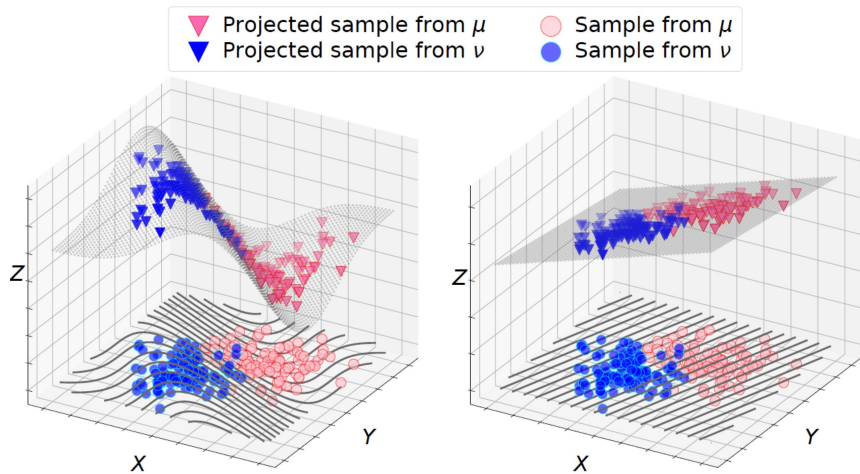 Projected sample from μ Sample from μ
Projected sample from ν Sample from ν
Z Z
Y Y
X X